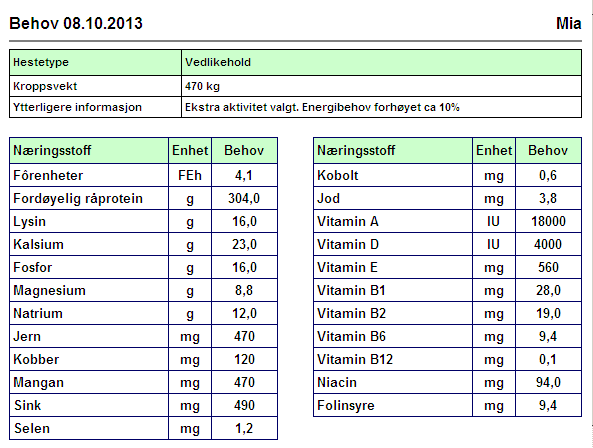 Behov 08.10.2013 Mia
Hestetype Vedlikehold
Kroppsvekt 470 kg
Ytterligere informasjon Ekstra aktivitet valgt. Energibehov forhøyet ca 10%
Næringsstoff Enhet Behov
Fôrenheter FEh 4,1
Fordøyelig råprotein g 304,0
Lysin g 16,0
Kalsium g 23,0
Fosfor g 16,0
Magnesium g 8,8
Natrium g 12,0
Jern mg 470
Kobber mg 120
Mangan mg 470
Sink mg 490
Selen mg 1,2
Næringsstoff Enhet Behov
Kobolt mg 0,6
Jod mg 3,8
Vitamin A IU 18000
Vitamin D IU 4000
Vitamin E mg 560
Vitamin B1 mg 28,0
Vitamin B2 mg 19,0
Vitamin B6 mg 9,4
Vitamin B12 mg 0,1
Niacin mg 94,0
Folinsyre mg 9,4